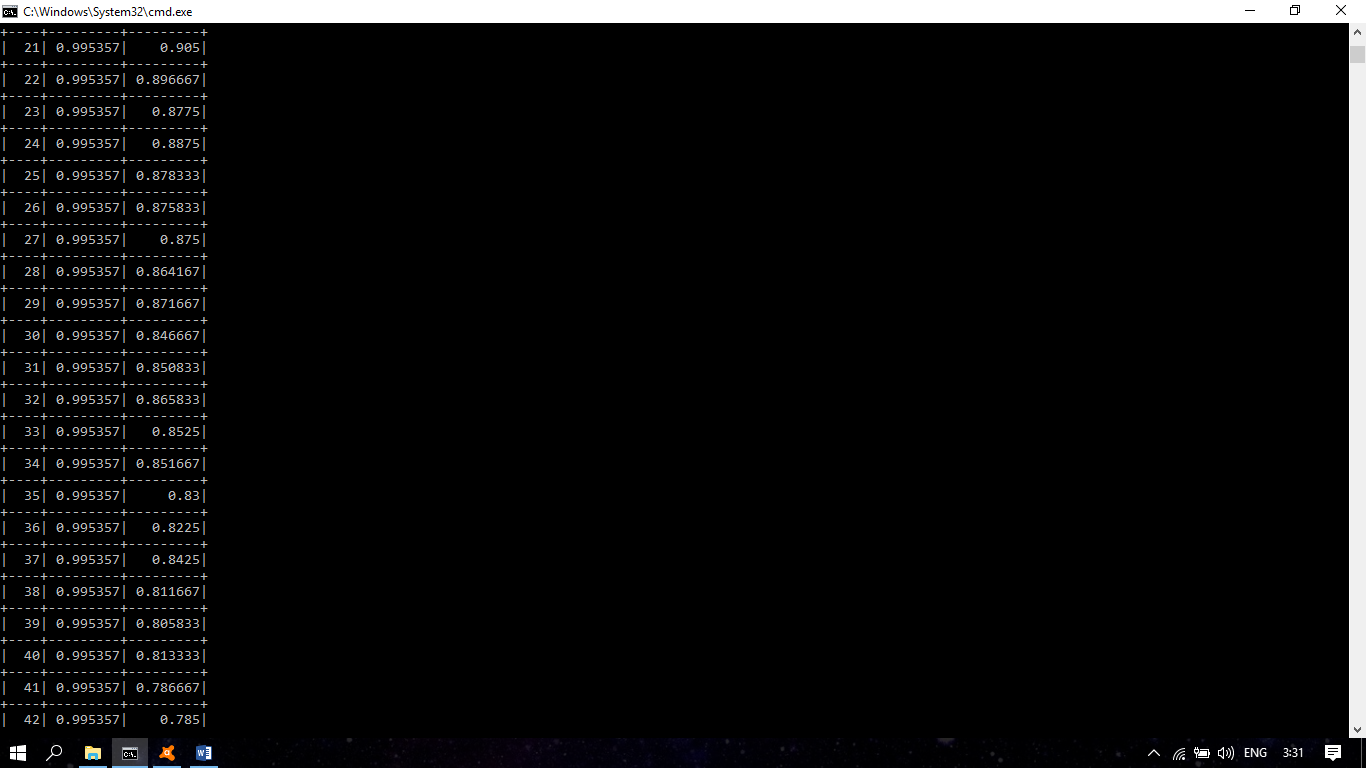 C:\Windows\System32\cmd.exe
+----+---------+---------+
|  21| 0.995357|    0.905|
+----+---------+---------+
|  22| 0.995357| 0.896667|
+----+---------+---------+
|  23| 0.995357|   0.8775|
+----+---------+---------+
|  24| 0.995357|   0.8875|
+----+---------+---------+
|  25| 0.995357| 0.878333|
+----+---------+---------+
|  26| 0.995357| 0.875833|
+----+---------+---------+
|  27| 0.995357|    0.875|
+----+---------+---------+
|  28| 0.995357| 0.864167|
+----+---------+---------+
|  29| 0.995357| 0.871667|
+----+---------+---------+
|  30| 0.995357| 0.846667|
+----+---------+---------+
|  31| 0.995357| 0.850833|
+----+---------+---------+
|  32| 0.995357| 0.865833|
+----+---------+---------+
|  33| 0.995357|   0.8525|
+----+---------+---------+
|  34| 0.995357| 0.851667|
+----+---------+---------+
|  35| 0.995357|     0.83|
+----+---------+---------+
|  36| 0.995357|   0.8225|
+----+---------+---------+
|  37| 0.995357|   0.8425|
+----+---------+---------+
|  38| 0.995357| 0.811667|
+----+---------+---------+
|  39| 0.995357| 0.805833|
+----+---------+---------+
|  40| 0.995357| 0.813333|
+----+---------+---------+
|  41| 0.995357| 0.786667|
+----+---------+---------+
|  42| 0.995357|    0.785|
ENG 3:31